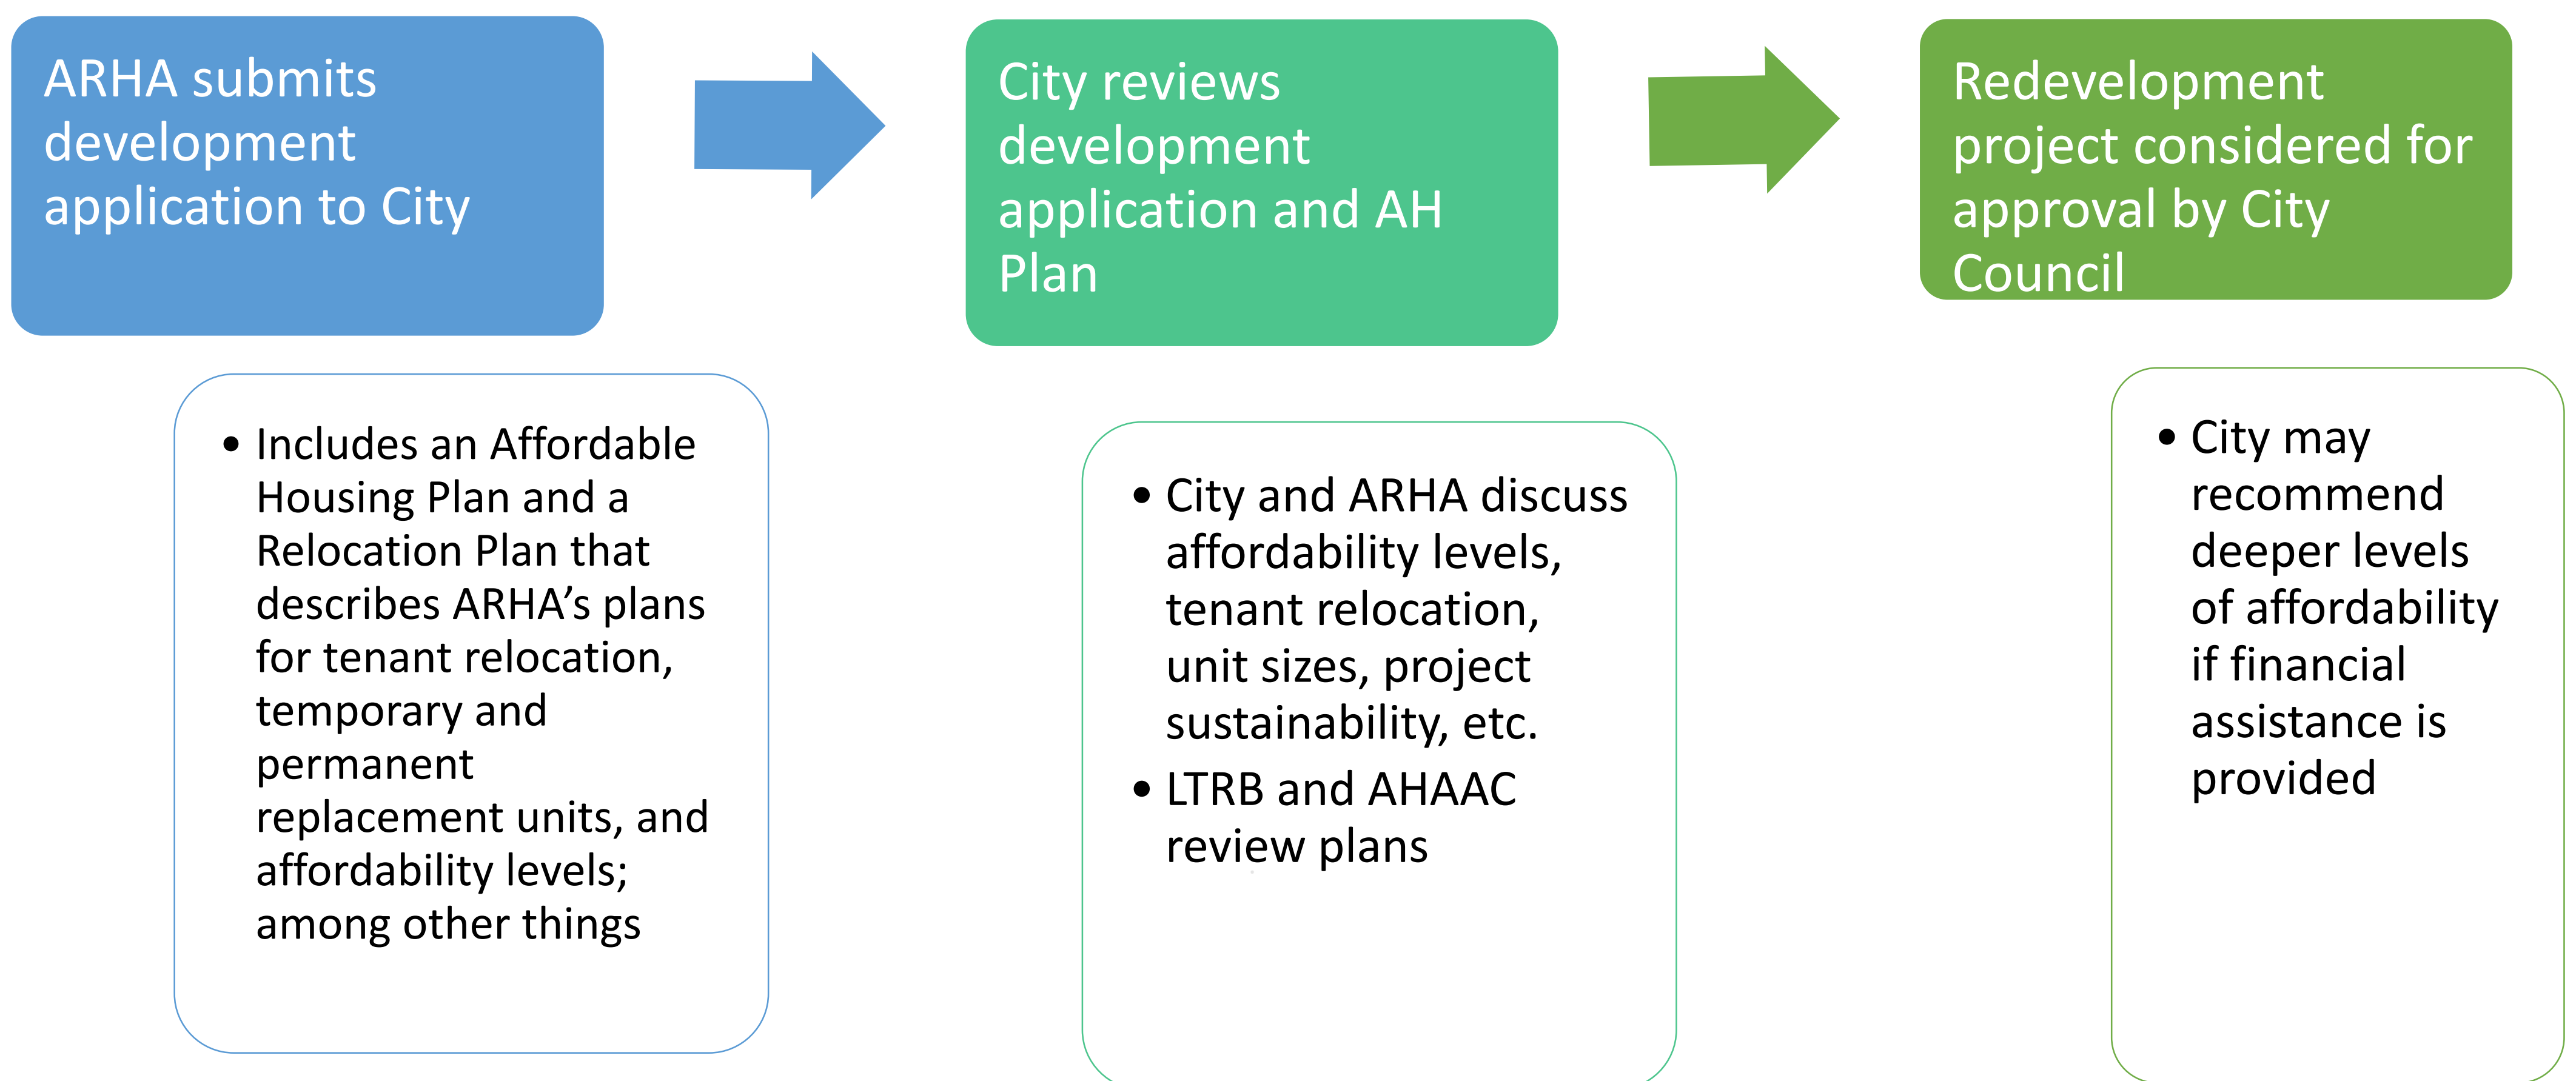 ARHA submits
development
application to City
City reviews
development
application and AH
Plan
Redevelopment
project considered for
approval by City
Council
• Includes an Affordable
Housing Plan and a
Relocation Plan that
describes ARHA’s plans
for tenant relocation,
temporary and
permanent
replacement units, and
affordability levels;
among other things
• City and ARHA discuss
affordability levels,
tenant relocation,
unit sizes, project
sustainability, etc.
• LTRB and AHAAC
review plans
• City may
recommend
deeper levels
of affordability
if financial
assistance is
provided